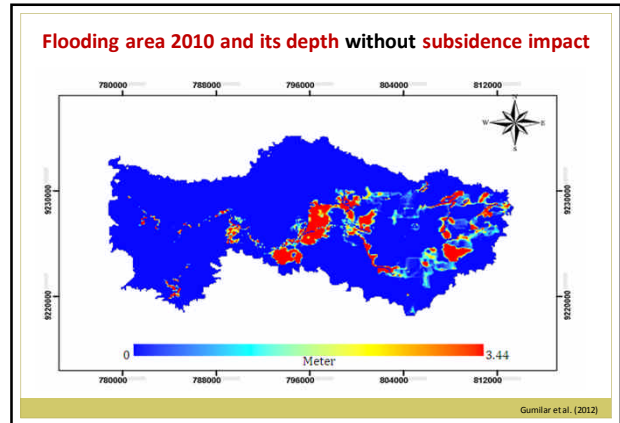 Flooding area 2010 and its depth without subsidence impact
780000 788000 796000 804000 812000
N
W E
S
9230000 9230000
9220000 9220000
0 3.44
Meter
780000 788000 796000 804000 812000
Gumilar et al. (2012)